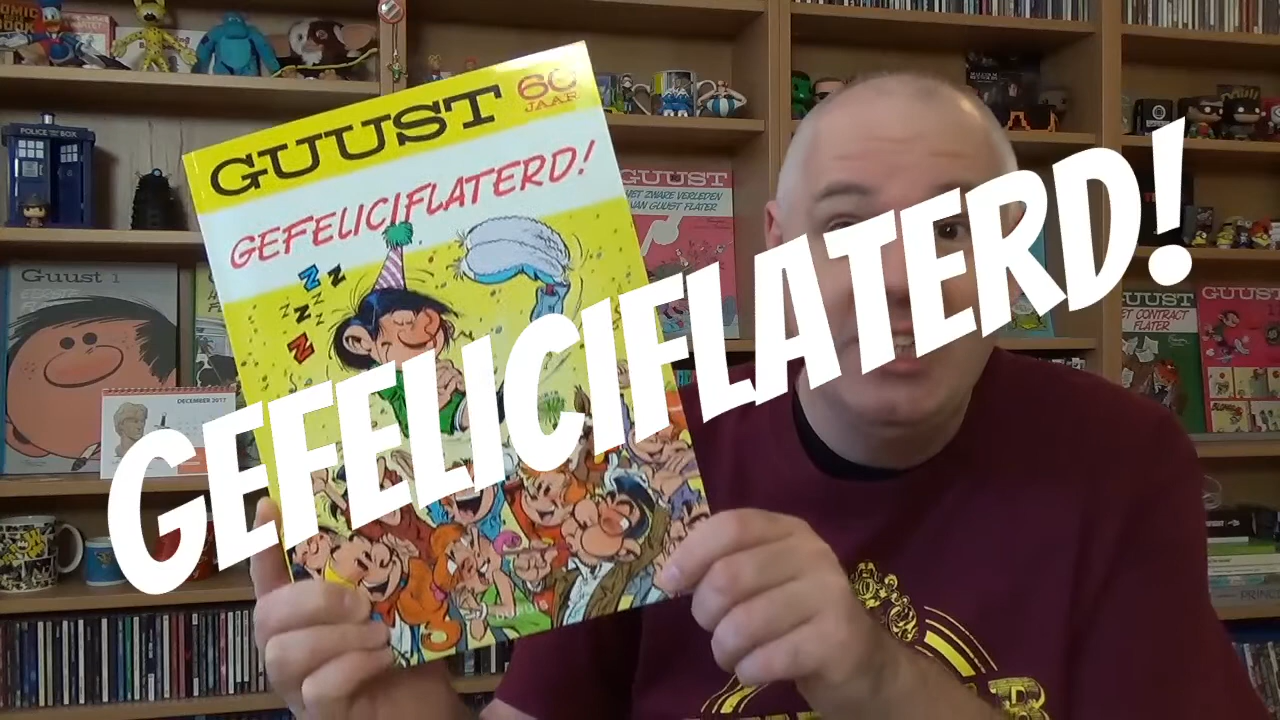 GUUST
60
JAAR
GEFELICIFLATERD!
Z
Z
Z
Z
Z
Z
Z
DUPUIS
GEFELICIFLATERD!
POLICE BOX
Guust 1
DECEMBER 2017
GUUST
HET ZWARE VERLEDEN
VAN GUUST FLATER
GUUST
HET CONTRACT
FLATER
GUUST